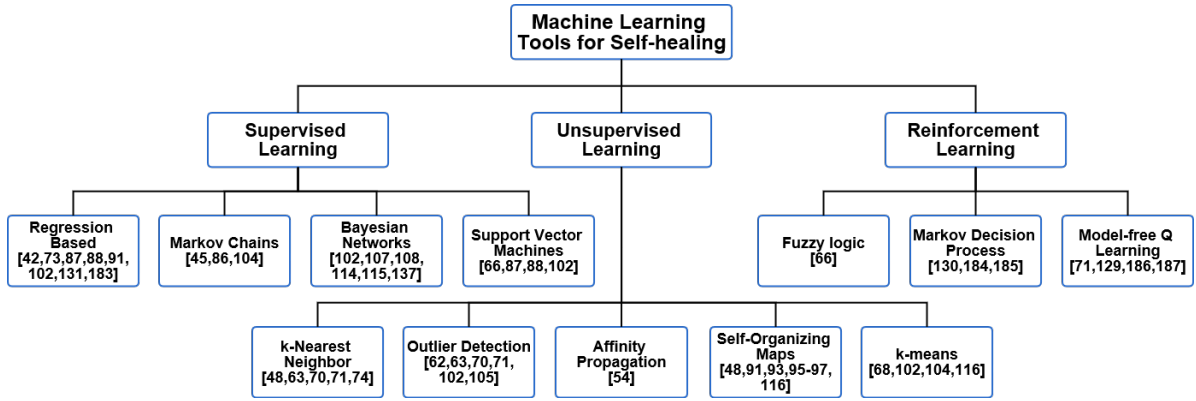 Machine Learning
Tools for Self-healing
Supervised
Learning
Unsupervised
Learning
Reinforcement
Learning
Regression
Based
[42,73,87,88,91,
102,131,183]
Markov Chains
[45,86,104]
Bayesian
Networks
[102,107,108,
114,115,137]
Support Vector
Machines
[66,87,88,102]
Fuzzy logic
[66]
Markov Decision
Process
[130,184,185]
Model-free Q
Learning
[71,129,186,187]
k-Nearest
Neighbor
[48,63,70,71,74]
Outlier Detection
[62,63,70,71,
102,105]
Affinity
Propagation
[54]
Self-Organizing
Maps
[48,91,93,95-97,
116]
k-means
[68,102,104,116]